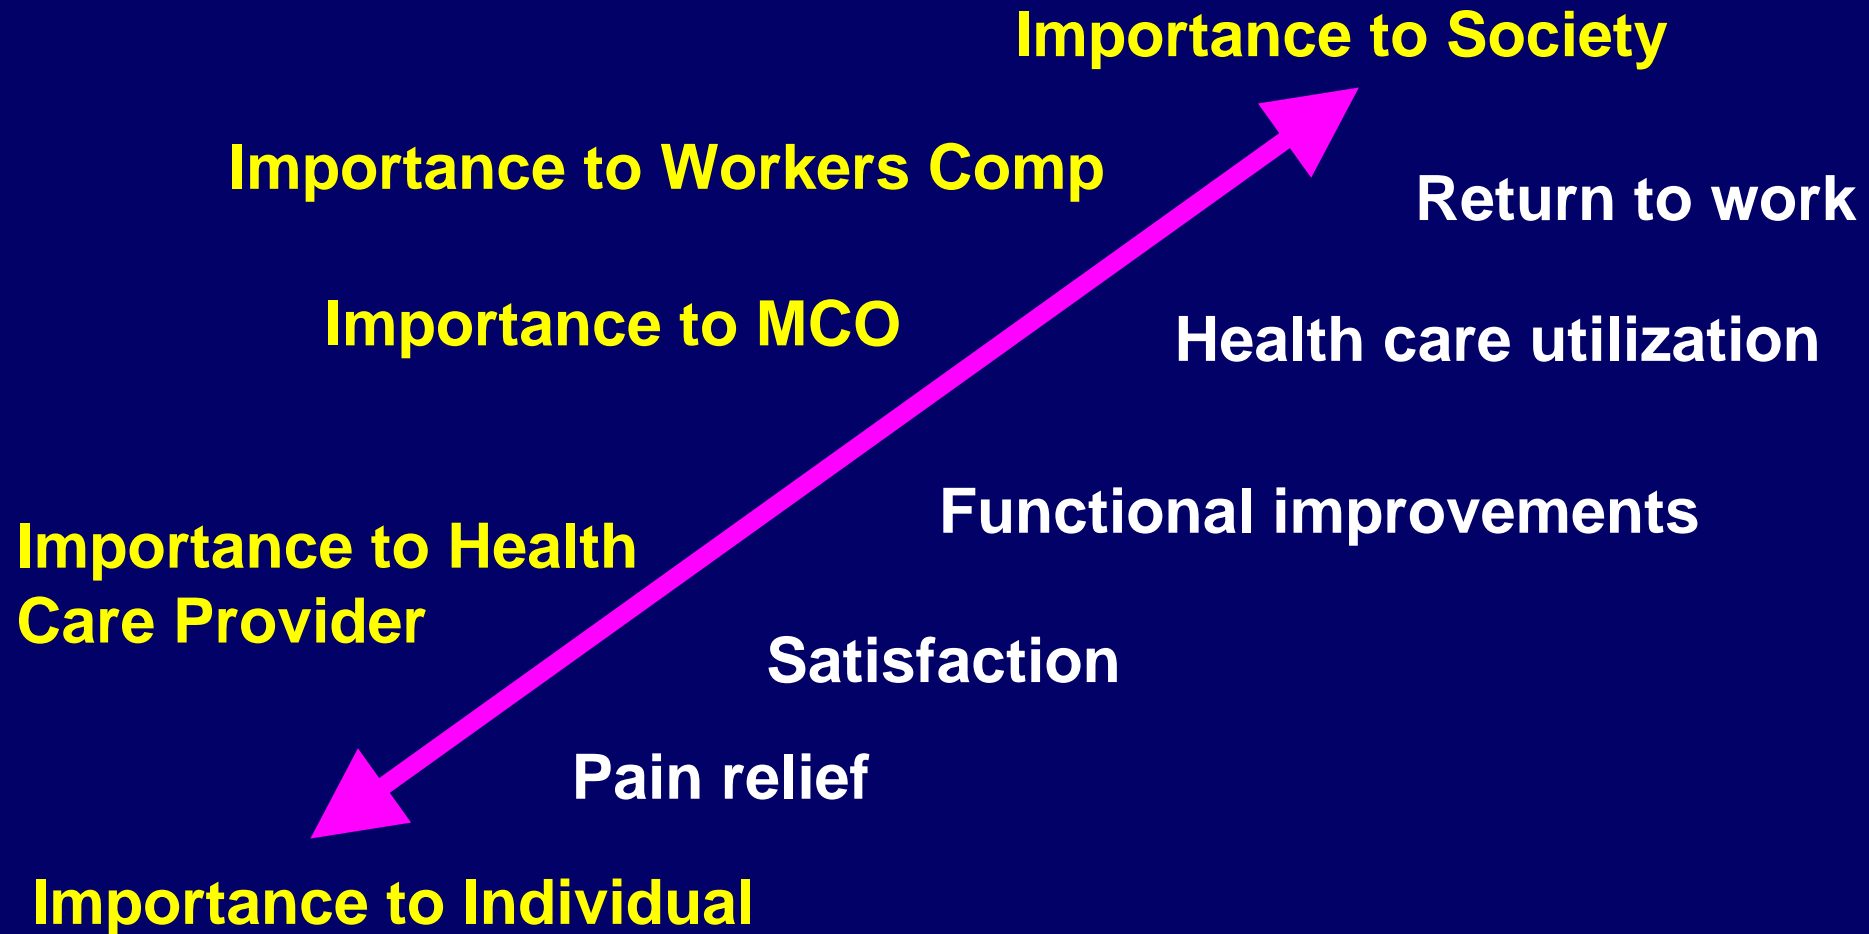 Importance to Society
Importance to Workers Comp
Return to work
Importance to MCO
Health care utilization
Functional improvements
Importance to Health
Care Provider
Satisfaction
Pain relief
Importance to Individual